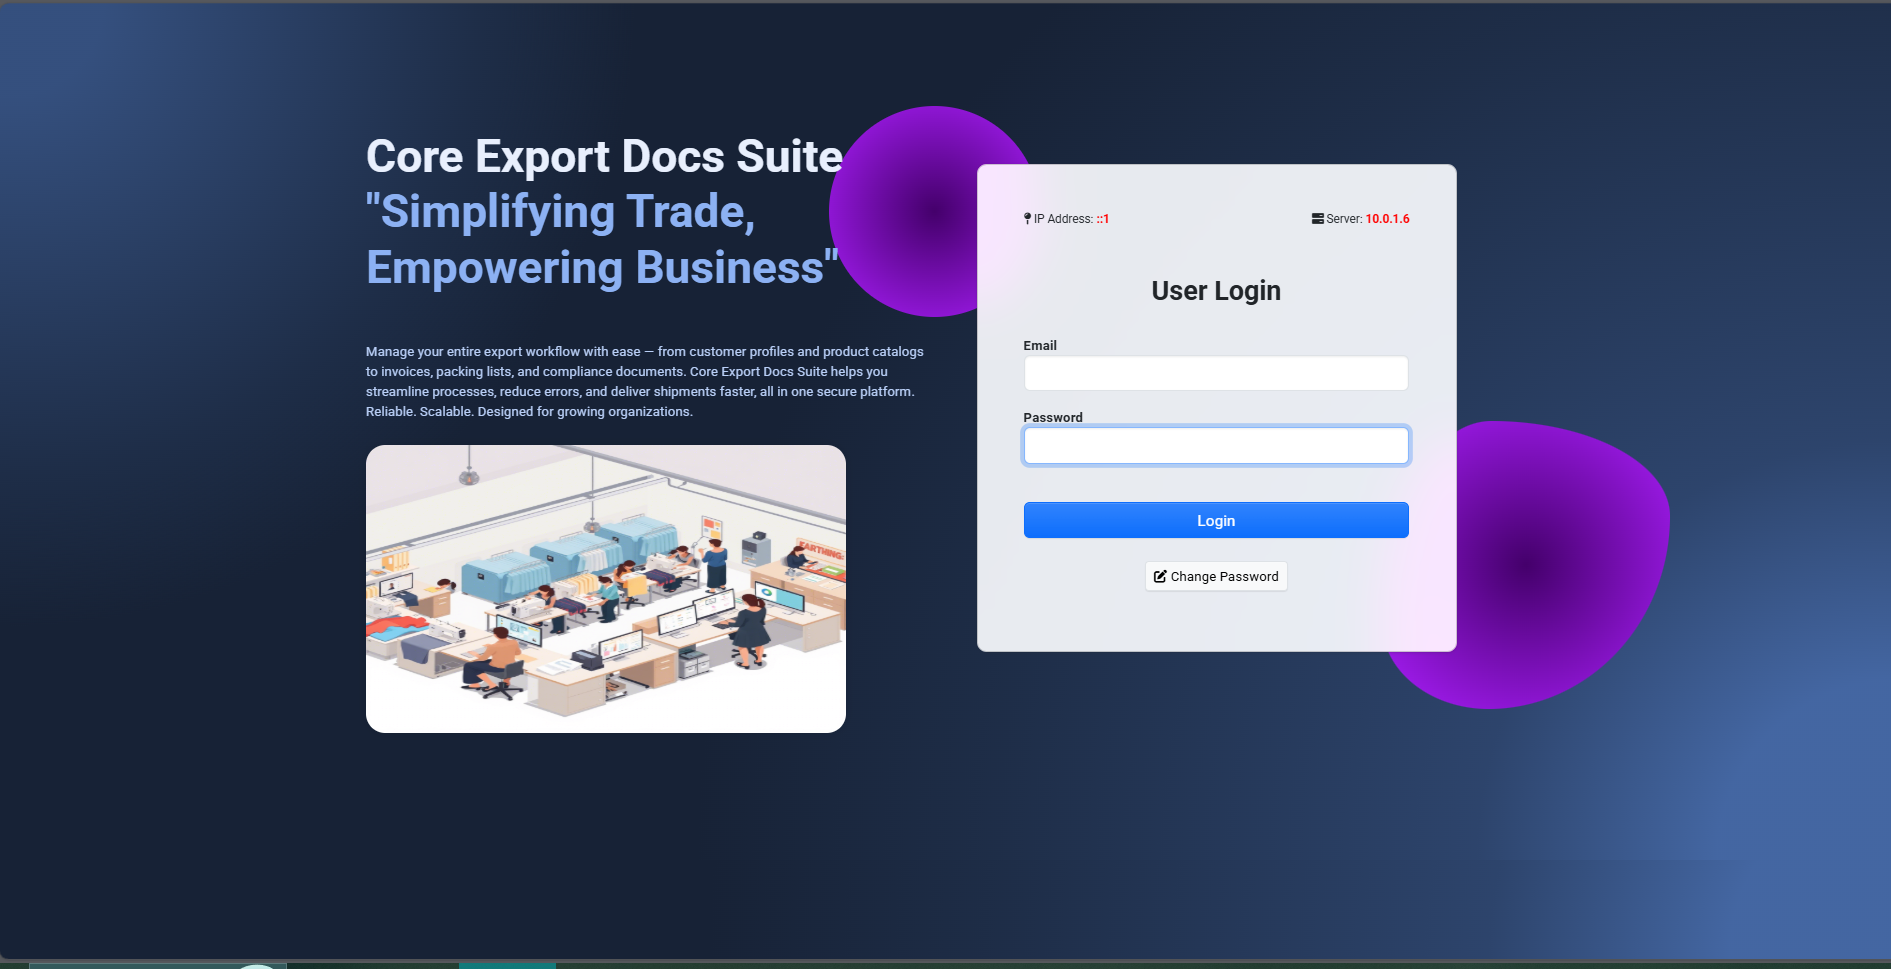 Core Export Docs Suite
"Simplifying Trade,
Empowering Business"
Manage your entire export workflow with ease — from customer profiles and product catalogs
to invoices, packing lists, and compliance documents. Core Export Docs Suite helps you
streamline processes, reduce errors, and deliver shipments faster, all in one secure platform.
Reliable. Scalable. Designed for growing organizations.
EARTHING
IP Address: ::1
Server: 10.0.1.6
User Login
Email
Password
Login
Change Password